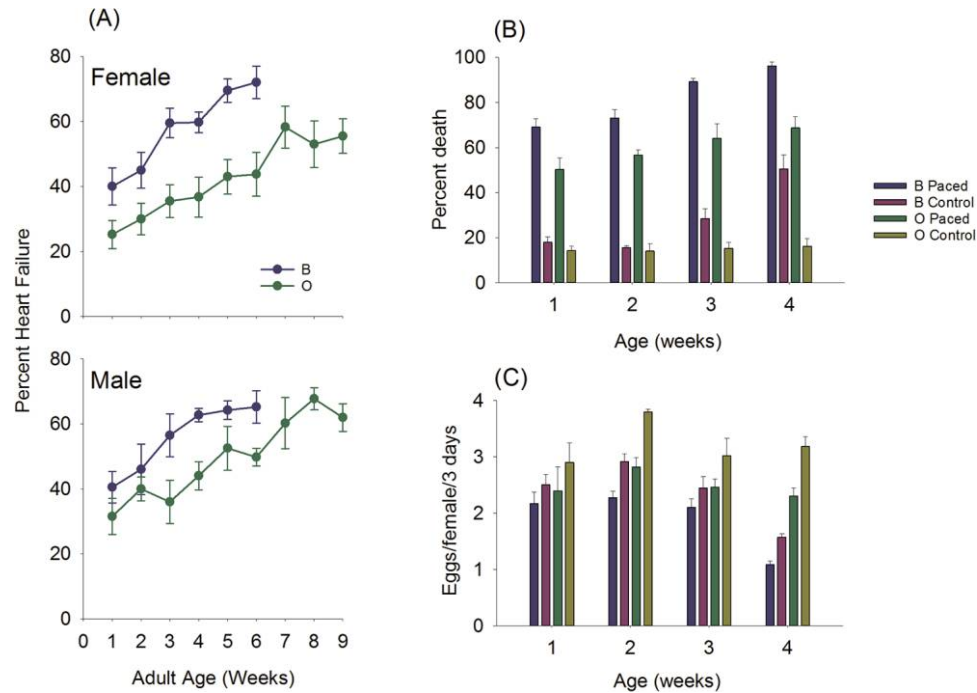 (A)
Female
Percent Heart Failure
80
60
40
20
0
B
O
Male
80
60
40
20
0
0 1 2 3 4 5 6 7 8 9
Adult Age (Weeks)
(B)
Percent death
100
80
60
40
20
0
1 2 3 4
Age (weeks)
B Paced
B Control
O Paced
O Control
(C)
Eggs/female/3 days
4
3
2
1
0
1 2 3 4
Age (weeks)